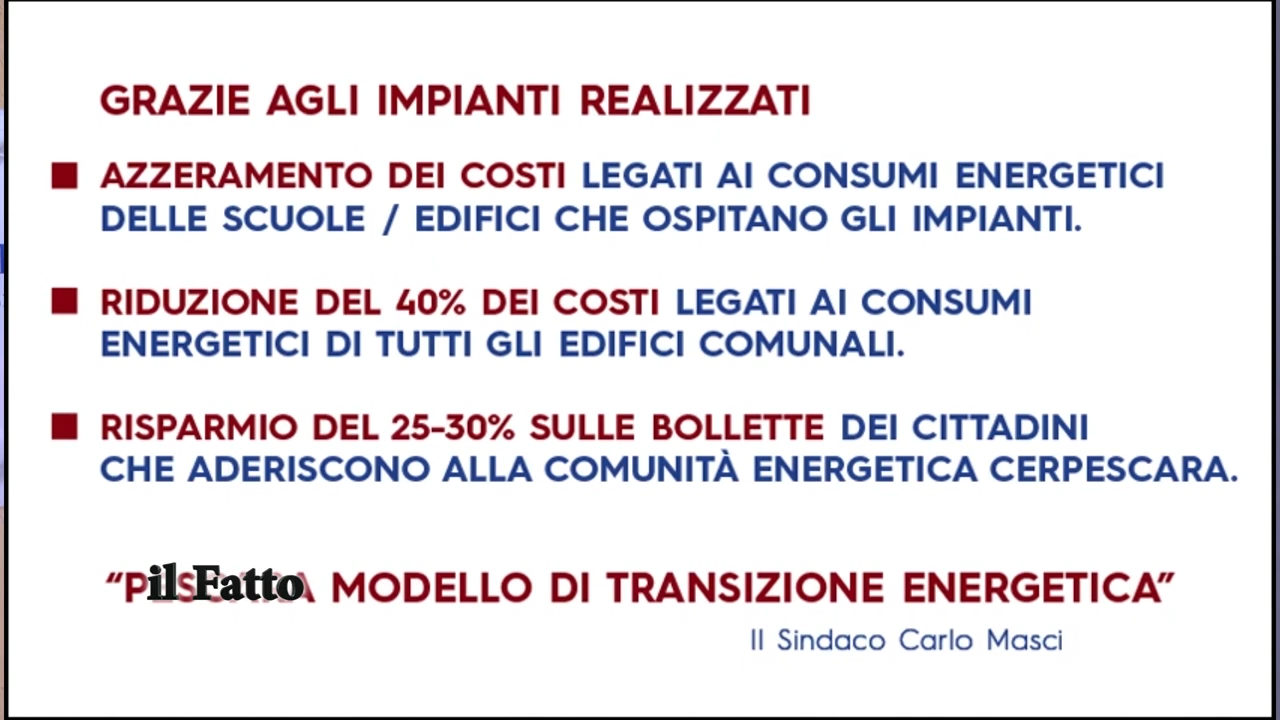 GRAZIE AGLI IMPIANTI REALIZZATI
AZZERAMENTO DEI COSTI LEGATI AI CONSUMI ENERGETICI
DELLE SCUOLE / EDIFICI CHE OSPITANO GLI IMPIANTI.
RIDUZIONE DEL 40% DEI COSTI LEGATI AI CONSUMI
ENERGETICI DI TUTTI GLI EDIFICI COMUNALI.
RISPARMIO DEL 25-30% SULLE BOLLETTE DEI CITTADINI
CHE ADERISCONO ALLA COMUNITÀ ENERGETICA CERPESCARA.
il Fatto
MODELLO DI TRANSIZIONE ENERGETICA”
Il Sindaco Carlo Masci